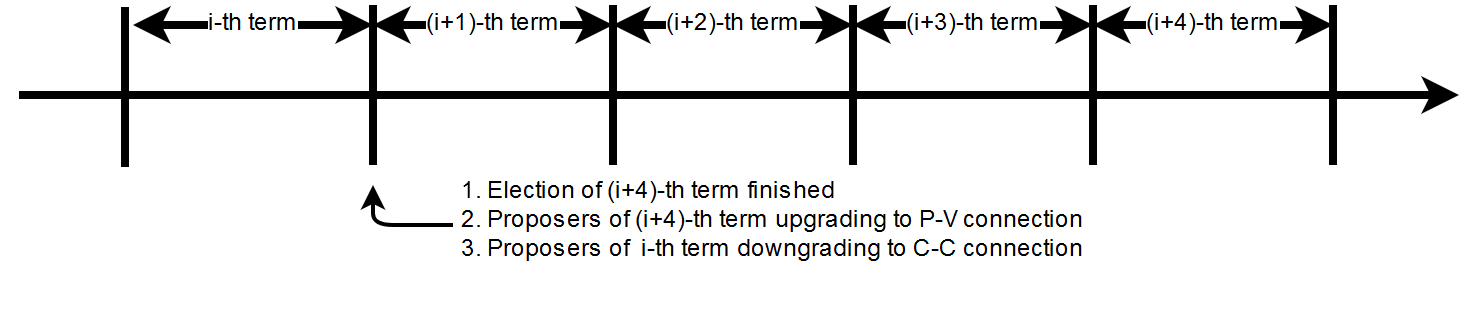 i-th term
(i+1)-th term
(i+2)-th term
(i+3)-th term
(i+4)-th term
1. Election of (i+4)-th term finished
2. Proposers of (i+4)-th term upgrading to P-V connection
3. Proposers of i-th term downgrading to C-C connection